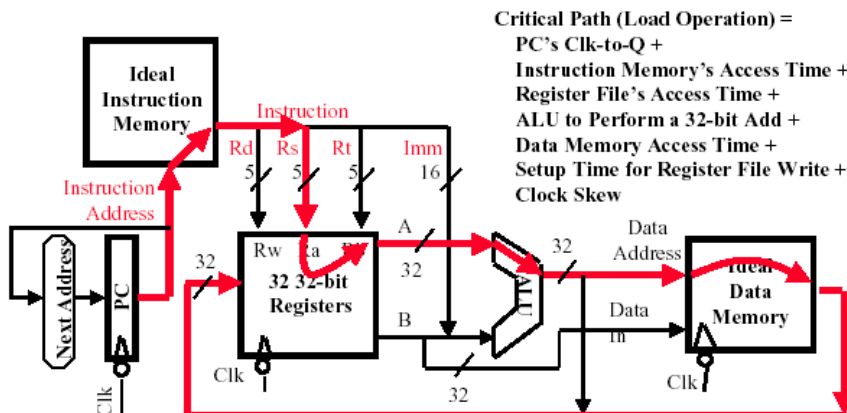 Critical Path (Load Operation) =
PC's Clk-to-Q +
Instruction Memory's Access Time +
Register File's Access Time +
ALU to Perform a 32-bit Add +
Data Memory Access Time +
Setup Time for Register File Write +
Clock Skew
Ideal
Instruction
Memory
Instruction
Rd
Rs
Rt
Imm
5
5
5
16
Instruction
Address
Next Address
PC
Clk
32
Rw
Ra
32 32-bit
Registers
Clk
A
32
B
32
ALU
32
Data
Address
Data
In
Ideal
Data
Memory
Clk